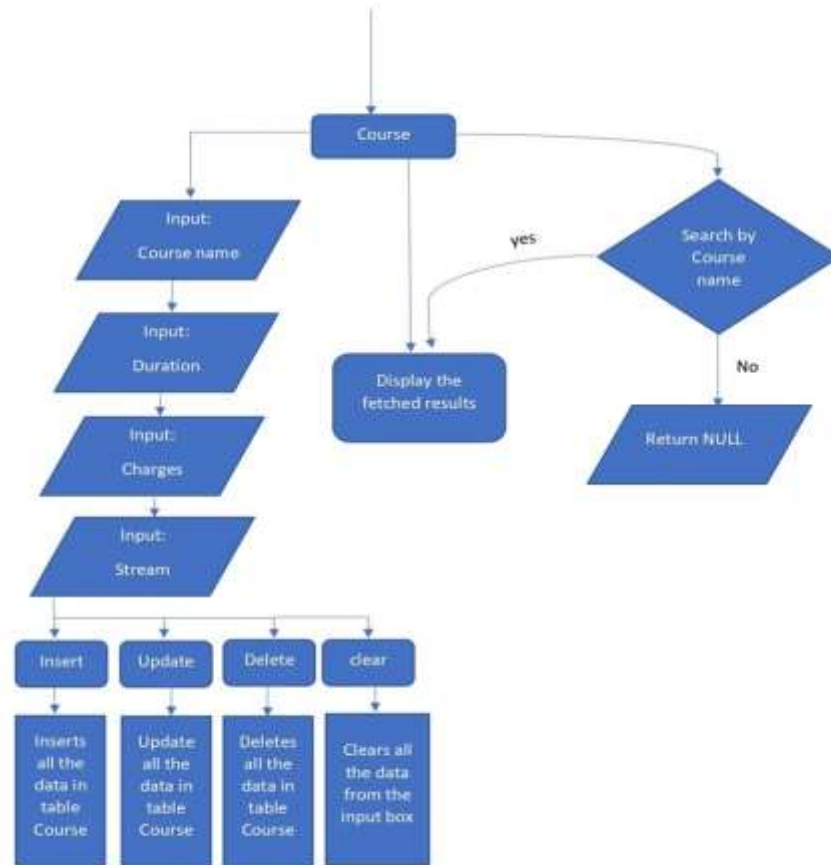 Course
Input:
Course name
Search by
Course
name
yes
Input:
Duration
No
Display the
fetched results
Input:
Charges
Return NULL
Input:
Stream
Insert
Update
Delete
clear
Inserts
all the
data in
table
Course
Update
all the
data in
table
Course
Deletes
all the
data in
table
Course
Clears all
the data
from the
input box